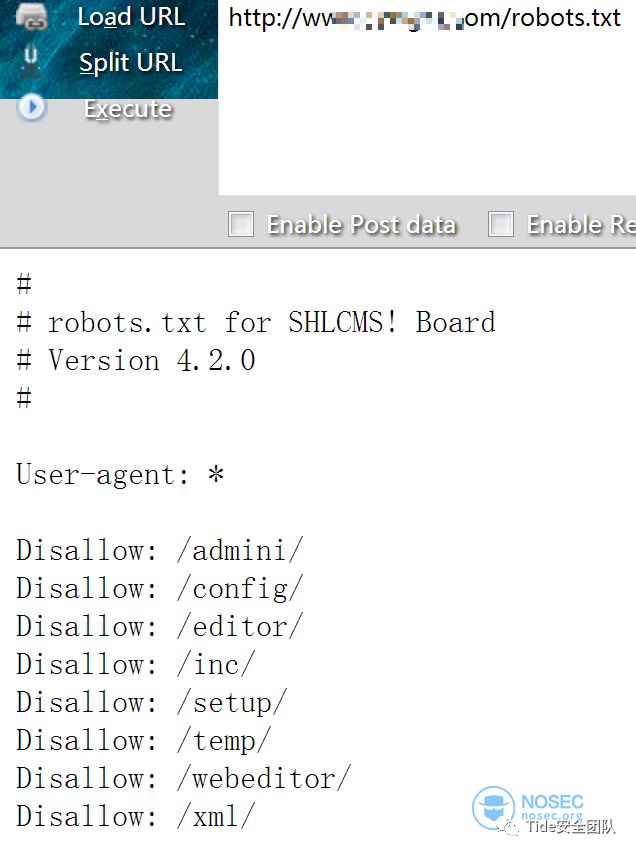 Load URL
http://ww om/robots.txt
Split URL
Execute
Enable Post data
Enable Re
#
# robots.txt for SHLCMS! Board
# Version 4.2.0
#
User-agent: *
Disallow: /admini/
Disallow: /config/
Disallow: /editor/
Disallow: /inc/
Disallow: /setup/
Disallow: /temp/
Disallow: /webeditor/
Disallow: /xml/
NOSEC
nosec.org
Tide安全团队